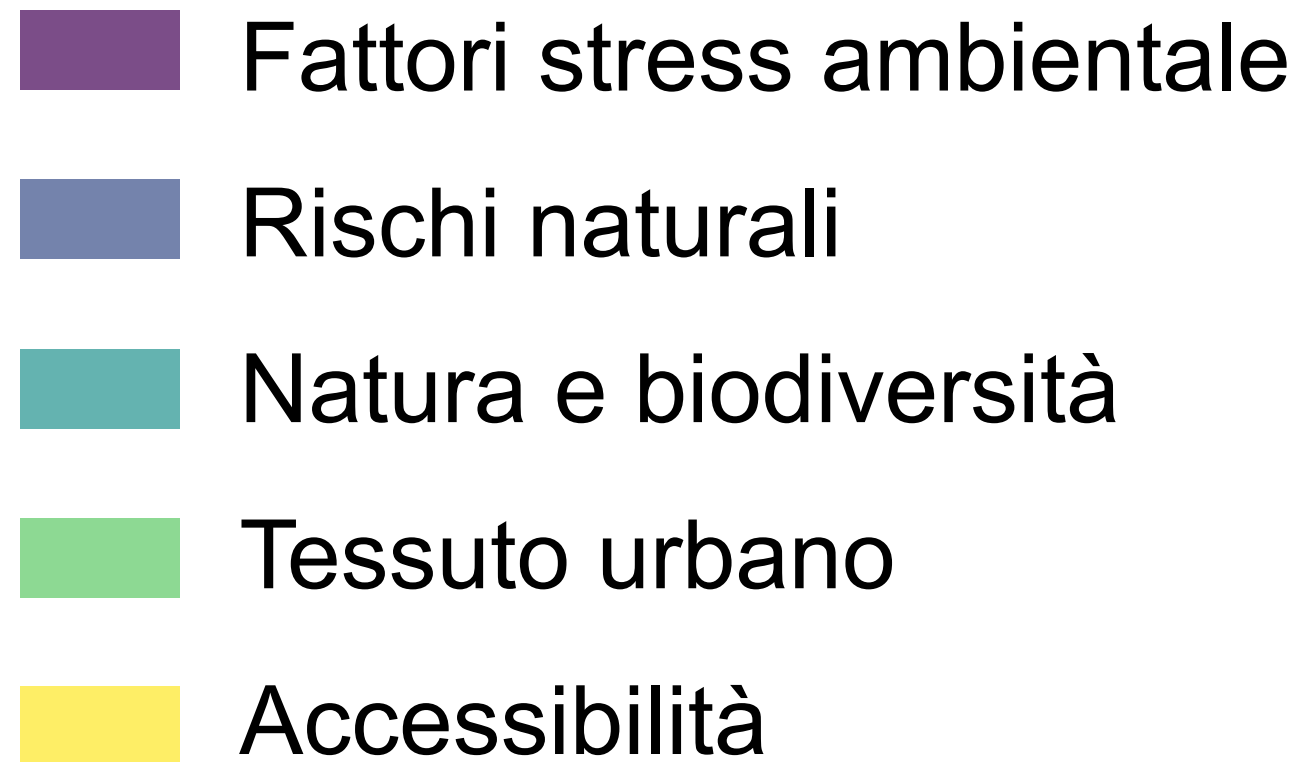 Fattori stress ambientale
Rischi naturali
Natura e biodiversità
Tessuto urbano
Accessibilità